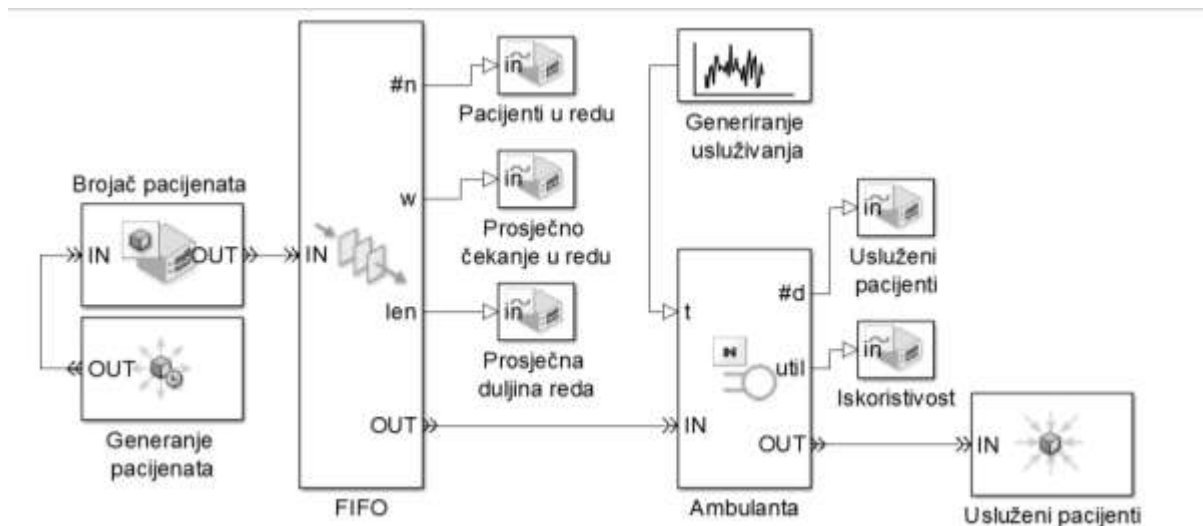 Brojač pacijenata
IN
OUT
OUT
Generanje
pacijenata
IN
#n
w
len
OUT
FIFO
in
Pacijenti u redu
in
Prosječno
čekanje u redu
in
Prosječna
duljina reda
Generiranje
usluživanja
t
IN
#d
util
OUT
N
Ambulanta
in
Usluženi
pacijenti
in
Iskoristivost
IN
Usluženi pacijenti